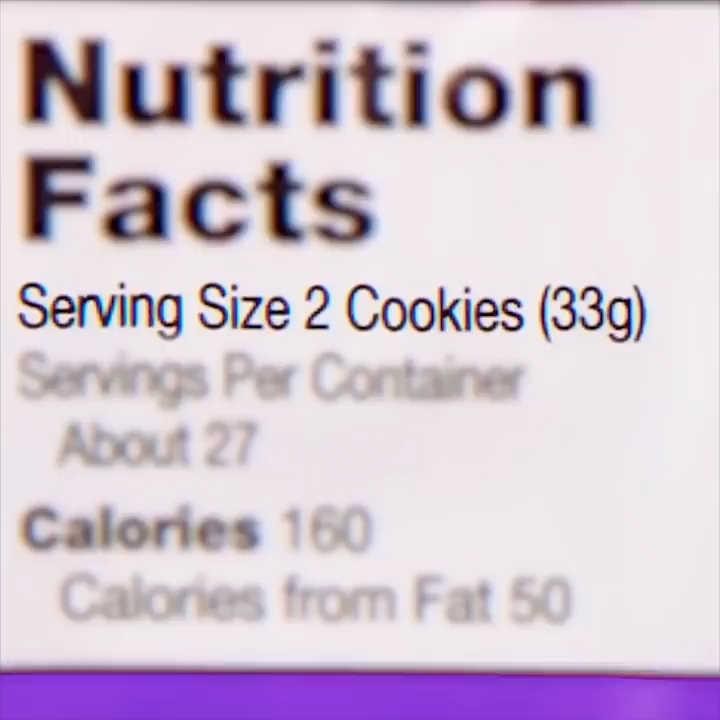 Nutrition
Facts
Serving Size 2 Cookies (33g)
Servings Per Container
About 27
Calories 160
Calories from Fat 50